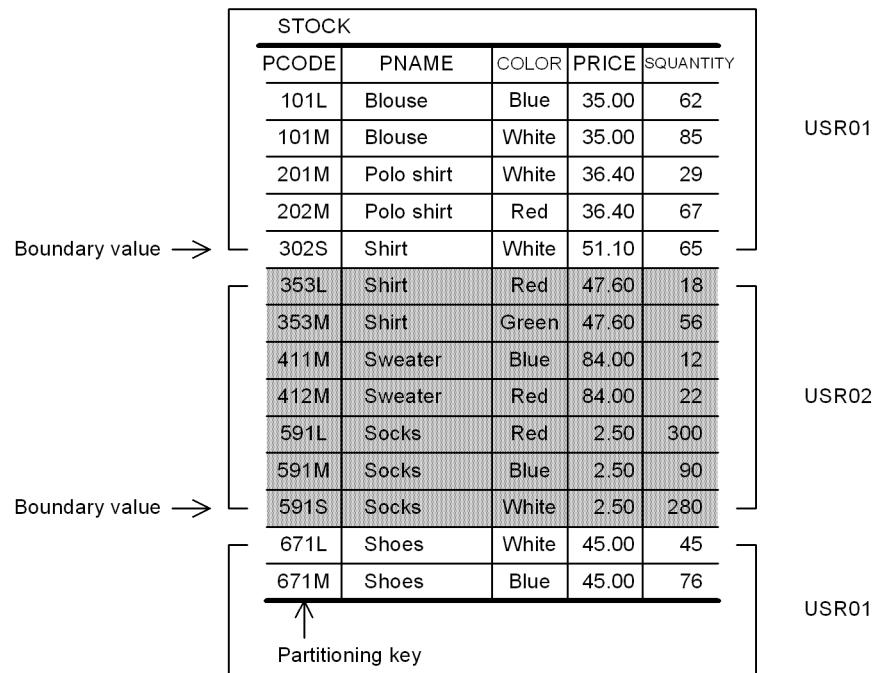 STOCK
PCODE PNAME COLOR PRICE SQUANTITY
101L Blouse Blue 35.00 62
101M Blouse White 35.00 85
USR01
201M Polo shirt White 36.40 29
202M Polo shirt Red 36.40 67
Boundary value 302S Shirt White 51.10 65
353L Shirt Red 47.60 18
353M Shirt Green 47.60 56
411M Sweater Blue 84.00 12
412M Sweater Red 84.00 22
USR02
591L Socks Red 2.50 300
591M Socks Blue 2.50 90
Boundary value 591S Socks White 2.50 280
671L Shoes White 45.00 45
671M Shoes Blue 45.00 76
USR01
Partitioning key